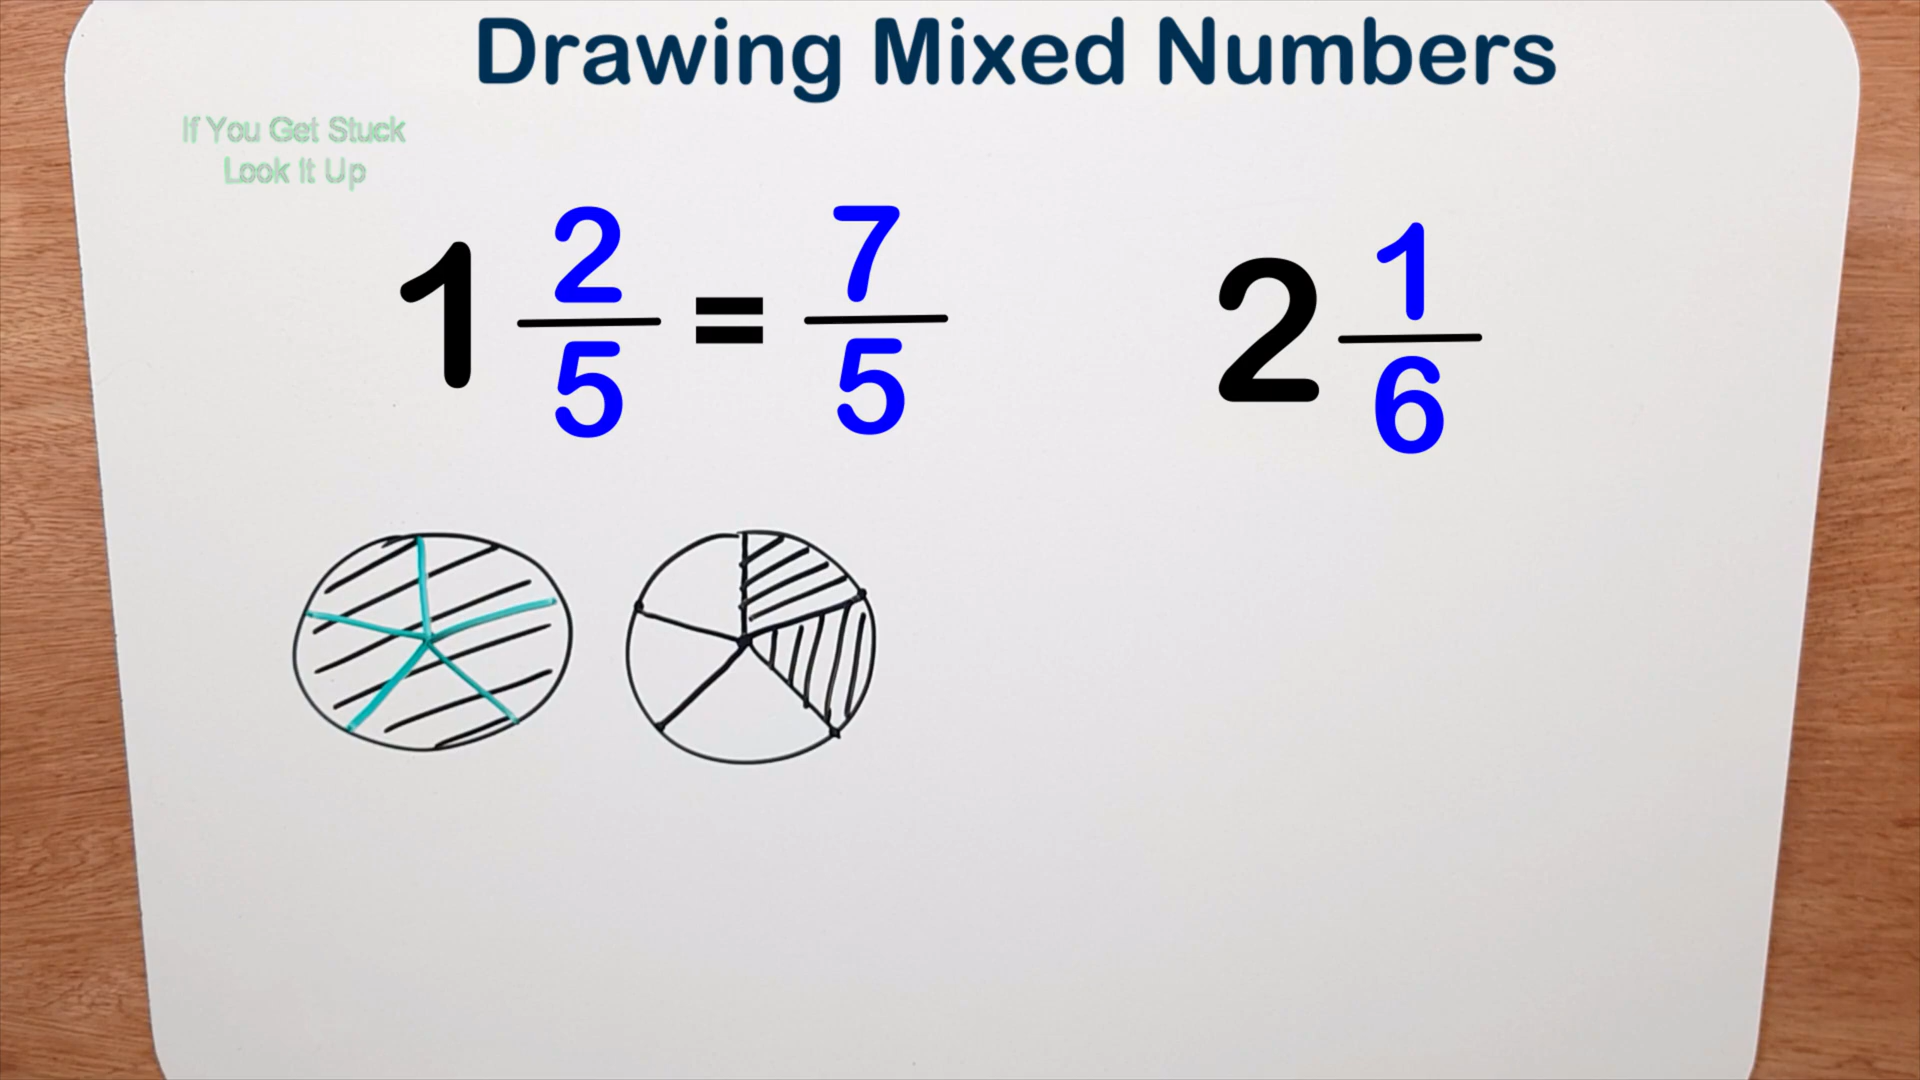 Drawing Mixed Numbers
If You Get Stuck
Look It Up
1 2/5 = 7/5
2 1/6